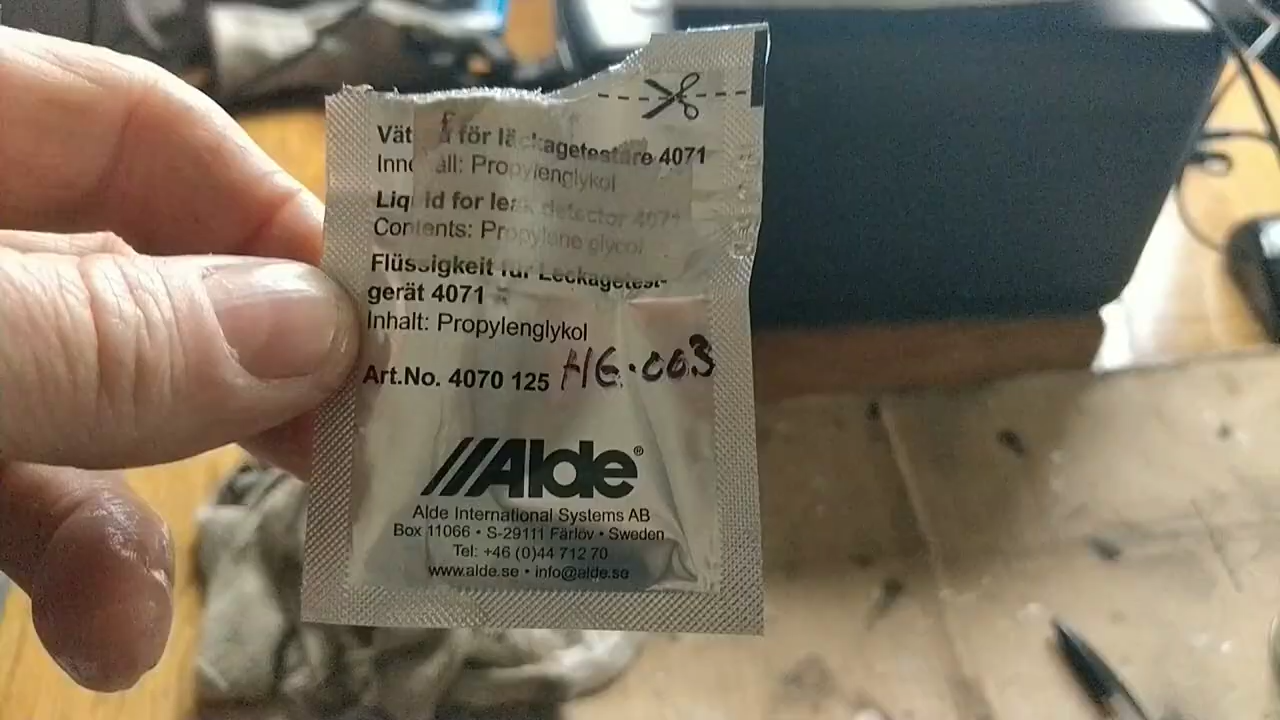 för läckagetestare 4071
Innehåll: Propylenglykol
Liquid for leak detector 4071
Contents: Propylene glycol
Flüssigkeit für Leckagetest-
gerät 4071
Inhalt: Propylenglykol
Art.No. 4070 125 HG.003
//Alde®
Alde International Systems AB
Box 11066 • S-29111 Färlöv • Sweden
Tel: +46 (0)44 712 70
www.alde.se • info@alde.se